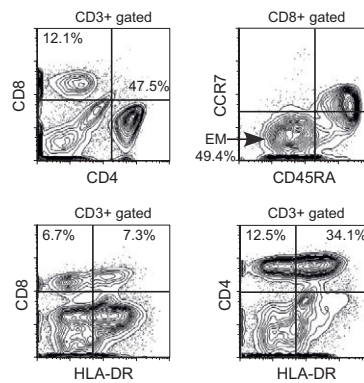 CD3+ gated
12.1%
47.5%
CD8
CD4
CD8+ gated
CCR7
EM
49.4%
CD45RA
CD3+ gated
6.7% 7.3%
CD8
HLA-DR
CD3+ gated
12.5% 34.1%
CD4
HLA-DR